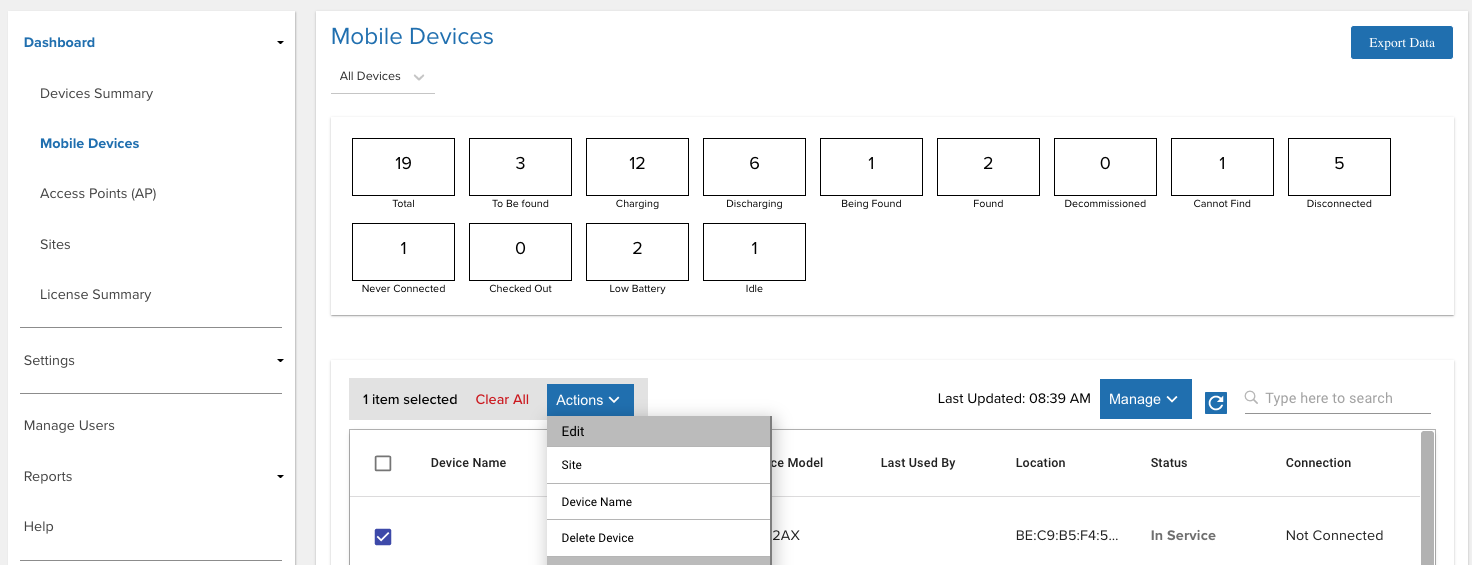 Dashboard
Devices Summary
Mobile Devices
Access Points (AP)
Sites
License Summary
Settings
Manage Users
Reports
Help
Mobile Devices
Export Data
All Devices
19 3 12 6 1 2 0 1 5
Total To Be found Charging Discharging Being Found Found Decommissioned Cannot Find Disconnected
1 0 2 1
Never Connected Checked Out Low Battery Idle
1 item selected Clear All Actions Last Updated: 08:39 AM Manage Type here to search
Edit
Site
Device Name
Delete Device
Device Name ce Model Last Used By Location Status Connection
2AX BE:C9:B5:F4:5... In Service Not Connected